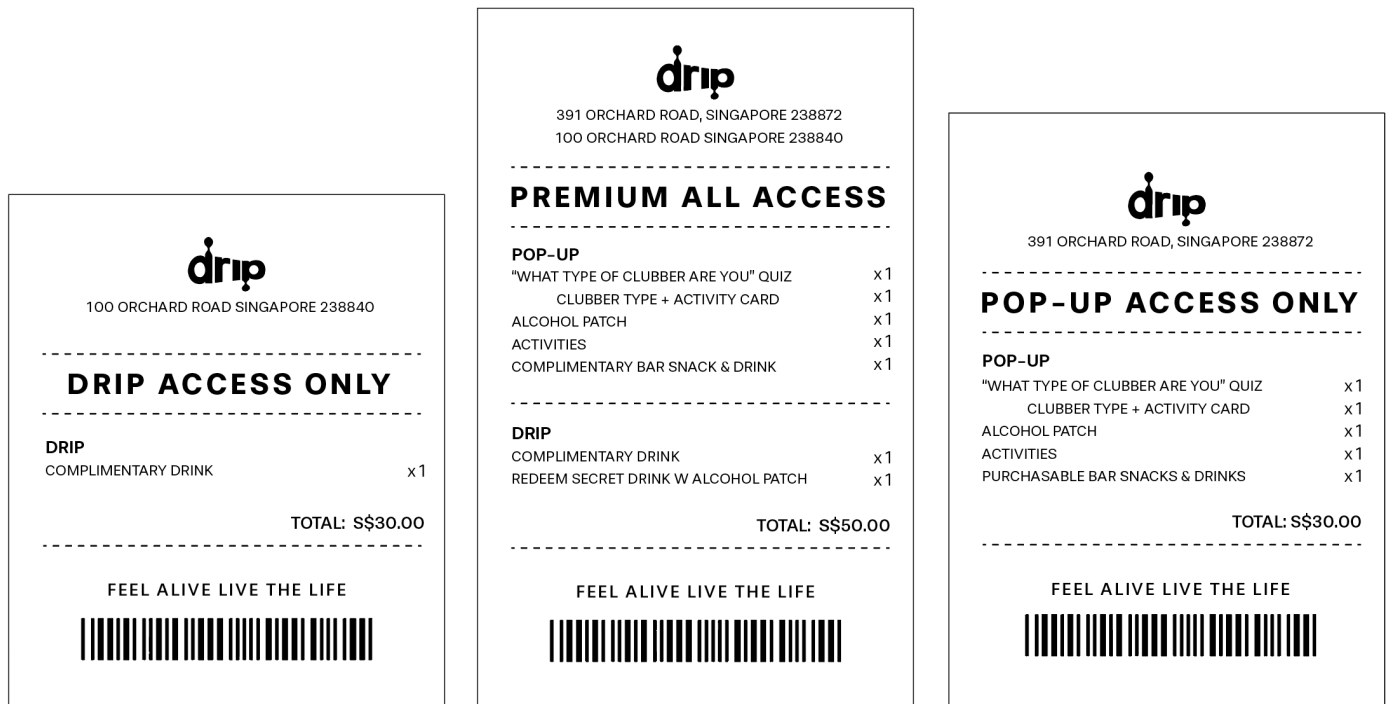 drip
100 ORCHARD ROAD SINGAPORE 238840
DRIP ACCESS ONLY
DRIP
COMPLIMENTARY DRINK x1
TOTAL: S$30.00
FEEL ALIVE LIVE THE LIFE
drip
391 ORCHARD ROAD, SINGAPORE 238872
100 ORCHARD ROAD SINGAPORE 238840
PREMIUM ALL ACCESS
POP-UP
“WHAT TYPE OF CLUBBER ARE YOU” QUIZ x1
CLUBBER TYPE + ACTIVITY CARD x1
ALCOHOL PATCH x1
ACTIVITIES x1
COMPLIMENTARY BAR SNACK & DRINK x1
DRIP
COMPLIMENTARY DRINK x1
REDEEM SECRET DRINK W ALCOHOL PATCH x1
TOTAL: S$50.00
FEEL ALIVE LIVE THE LIFE
drip
391 ORCHARD ROAD, SINGAPORE 238872
POP-UP ACCESS ONLY
POP-UP
“WHAT TYPE OF CLUBBER ARE YOU” QUIZ x1
CLUBBER TYPE + ACTIVITY CARD x1
ALCOHOL PATCH x1
ACTIVITIES x1
PURCHASABLE BAR SNACKS & DRINKS x1
TOTAL: S$30.00
FEEL ALIVE LIVE THE LIFE